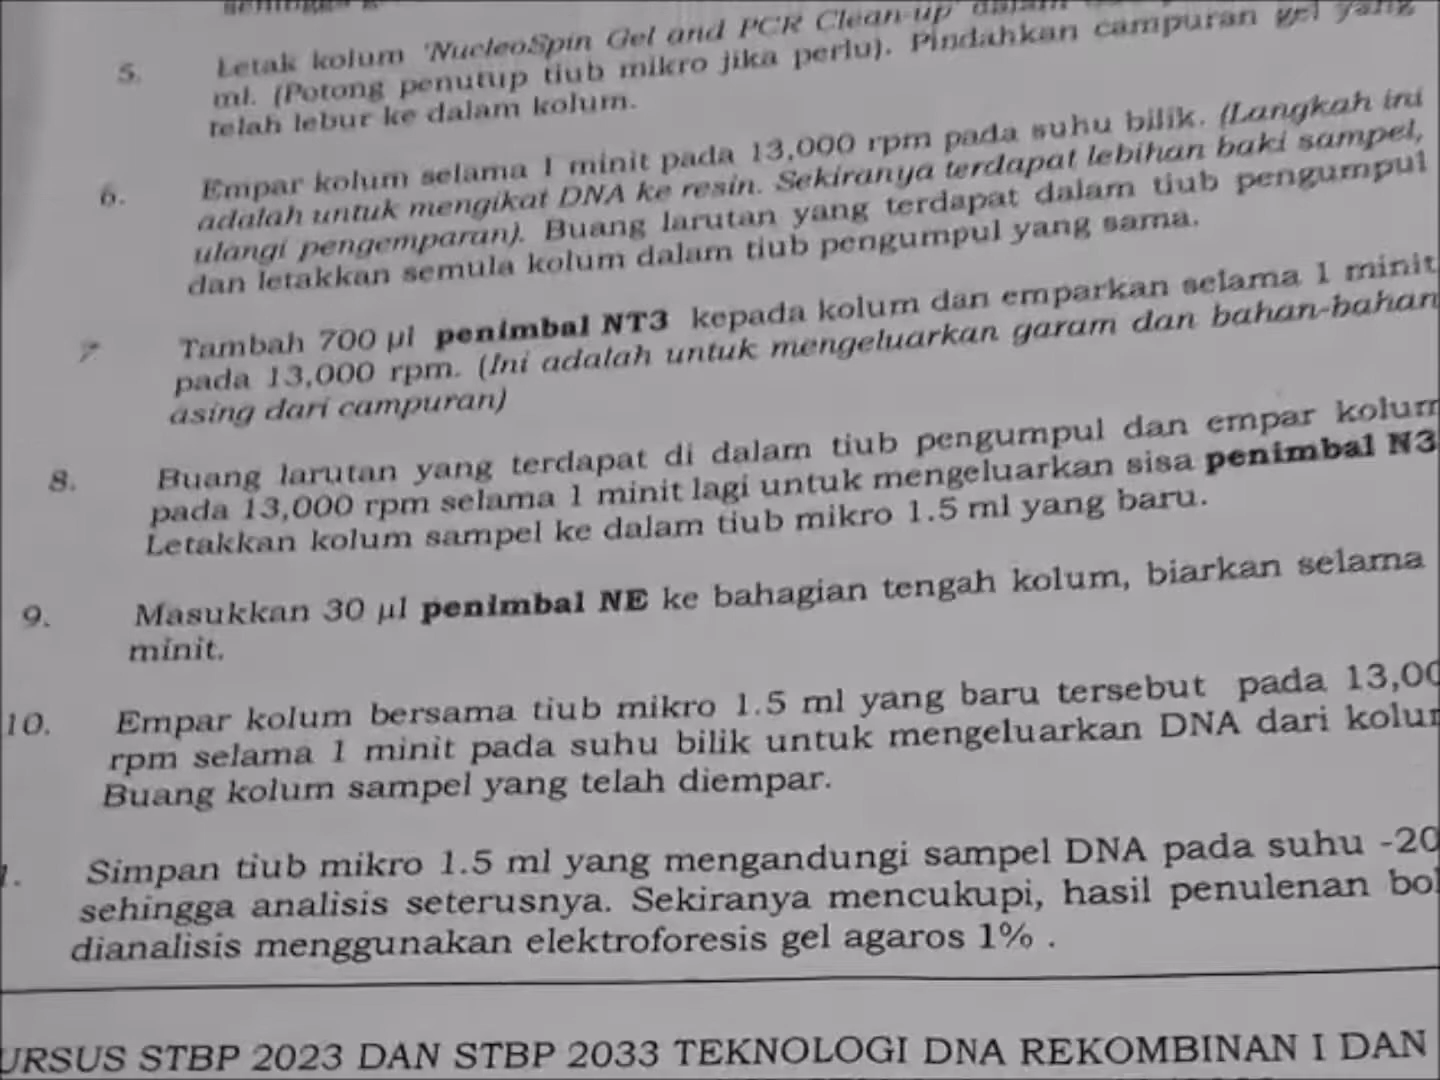 5. Letak kolum 'NucleoSpin Gel and PCR Clean-up' dalam
ml. (Potong penutup tiub mikro jika perlu). Pindahkan campuran gel yang
telah lebur ke dalam kolum.
6. Empar kolum selama 1 minit pada 13,000 rpm pada suhu bilik. (Langkah ini
adalah untuk mengikat DNA ke resin. Sekiranya terdapat lebihan baki sampel,
ulangi pengemparan). Buang larutan yang terdapat dalam tiub pengumpul
dan letakkan semula kolum dalam tiub pengumpul yang sama.
7 Tambah 700 µl penimbal NT3 kepada kolum dan emparkan selama 1 minit
pada 13,000 rpm. (Ini adalah untuk mengeluarkan garam dan bahan-bahan
asing dari campuran)
8. Buang larutan yang terdapat di dalam tiub pengumpul dan empar kolum
pada 13,000 rpm selama 1 minit lagi untuk mengeluarkan sisa penimbal N3
Letakkan kolum sampel ke dalam tiub mikro 1.5 ml yang baru.
9. Masukkan 30 µl penimbal NE ke bahagian tengah kolum, biarkan selama
minit.
10. Empar kolum bersama tiub mikro 1.5 ml yang baru tersebut pada 13,00
rpm selama 1 minit pada suhu bilik untuk mengeluarkan DNA dari kolu
Buang kolum sampel yang telah diempar.
1. Simpan tiub mikro 1.5 ml yang mengandungi sampel DNA pada suhu -20
sehingga analisis seterusnya. Sekiranya mencukupi, hasil penulenan bol
dianalisis menggunakan elektroforesis gel agaros 1% .
URSUS STBP 2023 DAN STBP 2033 TEKNOLOGI DNA REKOMBINAN I DAN